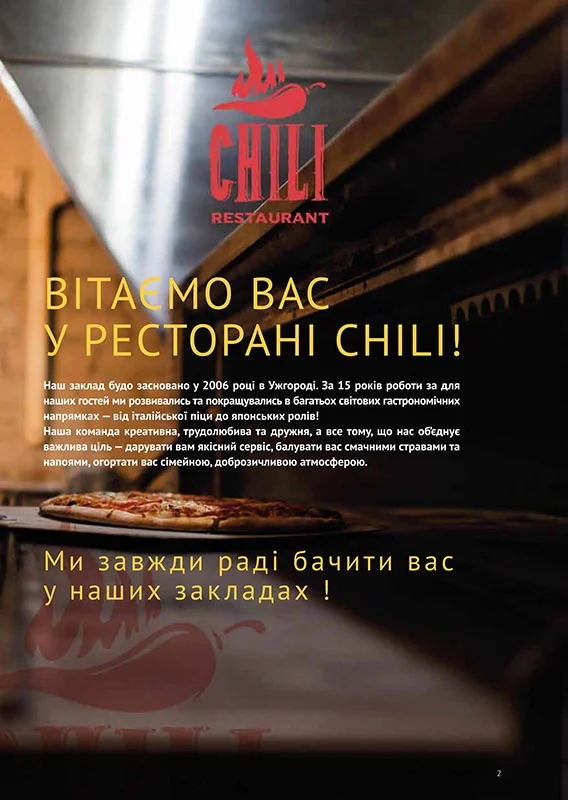 CHILI
RESTAURANT
ВІТАЄМО ВАС
У РЕСТОРАНІ CHILI!
Наш заклад будо засновано у 2006 році в Ужгороді. За 15 років роботи за для
наших гостей ми розвивались та покращувались в багатьох світових гастрономічних
напрямках — від італійської піци до японських ролів!
Наша команда креативна, трудолюбива та дружня, а все тому, що нас об'єднує
важлива ціль — дарувати вам якісний сервіс, балувати вас смачними стравами та
напоями, огортати вас сімейною, доброзичливою атмосферою.
Ми завжди раді бачити вас
у наших закладах !
CHILI
2